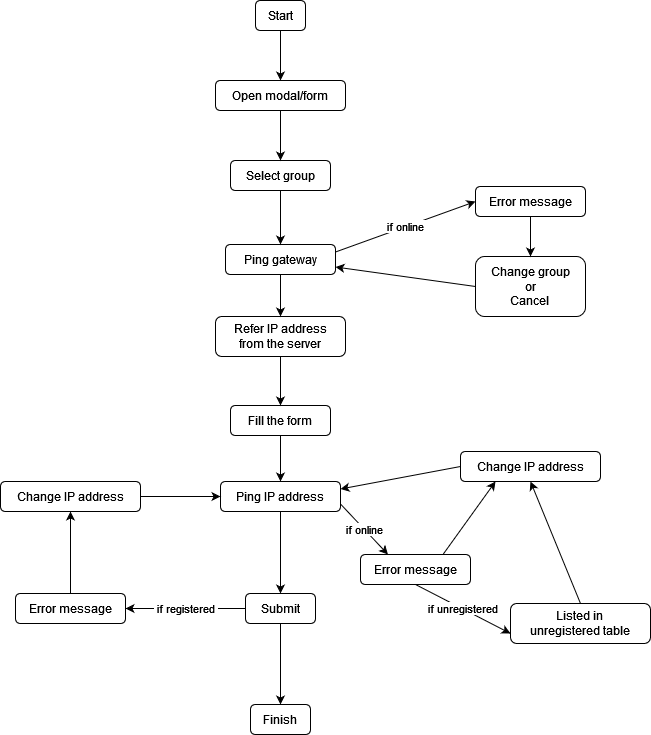 Start
Open modal/form
Select group
Error message
if online
Ping gateway
Change group
or
Cancel
Refer IP address
from the server
Fill the form
Change IP address
Change IP address
Ping IP address
if online
Error message
Error message
if registered
Submit
if unregistered
Listed in
unregistered table
Finish